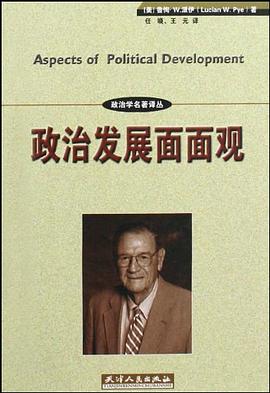 [美]鲁恂·W.派伊(Lucian W. Pye) 著
任晓、王元 译
Aspects of Political Development
政治学名著译丛
政治发展面面观
天津人民出版社
TIANJINRENMINCHUBANSHE